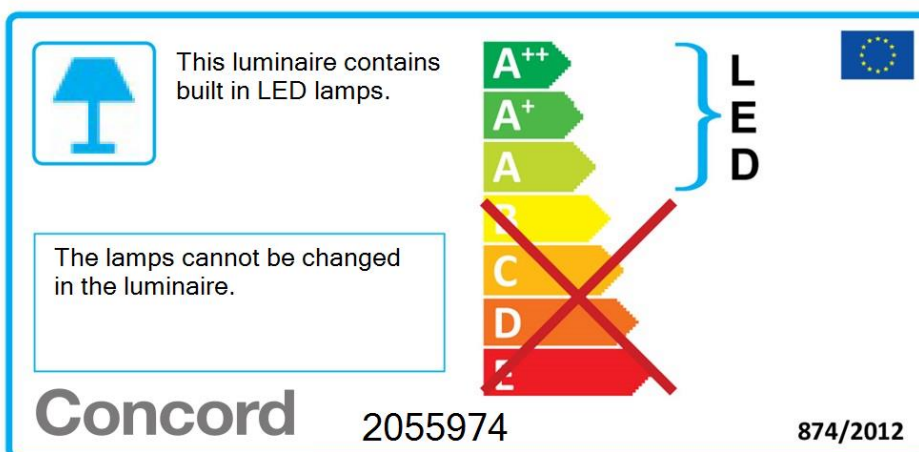 This luminaire contains
built in LED lamps.
A++
A+
A
B
C
D
E
L
E
D
The lamps cannot be changed
in the luminaire.
Concord
2055974
874/2012